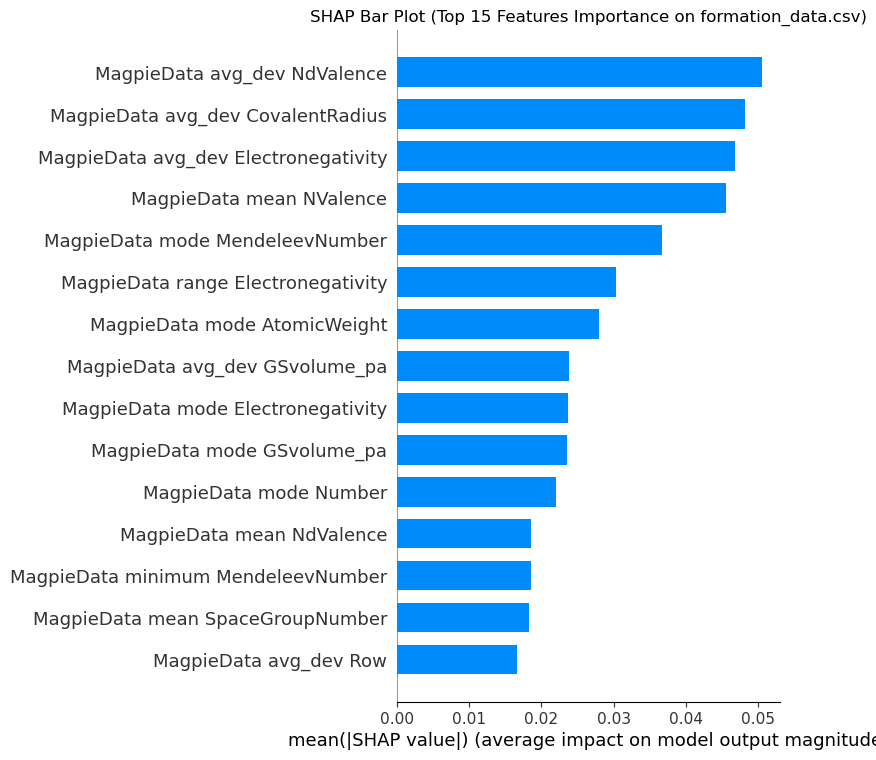 SHAP Bar Plot (Top 15 Features Importance on formation_data.csv)
MagpieData avg_dev NdValence
MagpieData avg_dev CovalentRadius
MagpieData avg_dev Electronegativity
MagpieData mean NValence
MagpieData mode MendeleevNumber
MagpieData range Electronegativity
MagpieData mode AtomicWeight
MagpieData avg_dev GSvolume_pa
MagpieData mode Electronegativity
MagpieData mode GSvolume_pa
MagpieData mode Number
MagpieData mean NdValence
MagpieData minimum MendeleevNumber
MagpieData mean SpaceGroupNumber
MagpieData avg_dev Row
0.00 0.01 0.02 0.03 0.04 0.05
mean(|SHAP value|) (average impact on model output magnitude